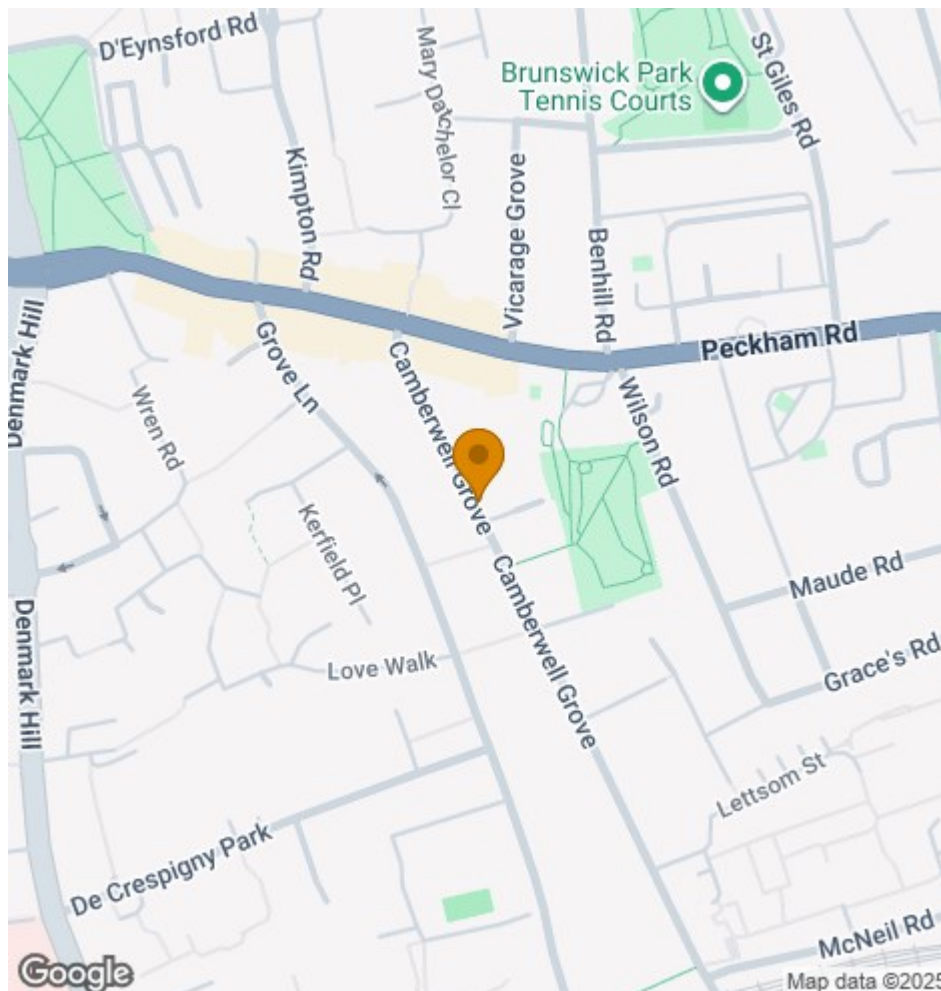 D'Eynsford Rd
Mary Datchelor Cl
St Giles Rd
Brunswick Park
Tennis Courts
Kimpton Rd
Vicarage Grove
Benhill Rd
Denmark Hill
Grove Ln
Peckham Rd
Camberwell Grove
Wilson Rd
Wren Rd
Kerfield Pl
Camberwell Grove
Maude Rd
Denmark Hill
Love Walk
Grace's Rd
Lettsom St
De Crespigny Park
McNeil Rd
Google
Map data ©2025